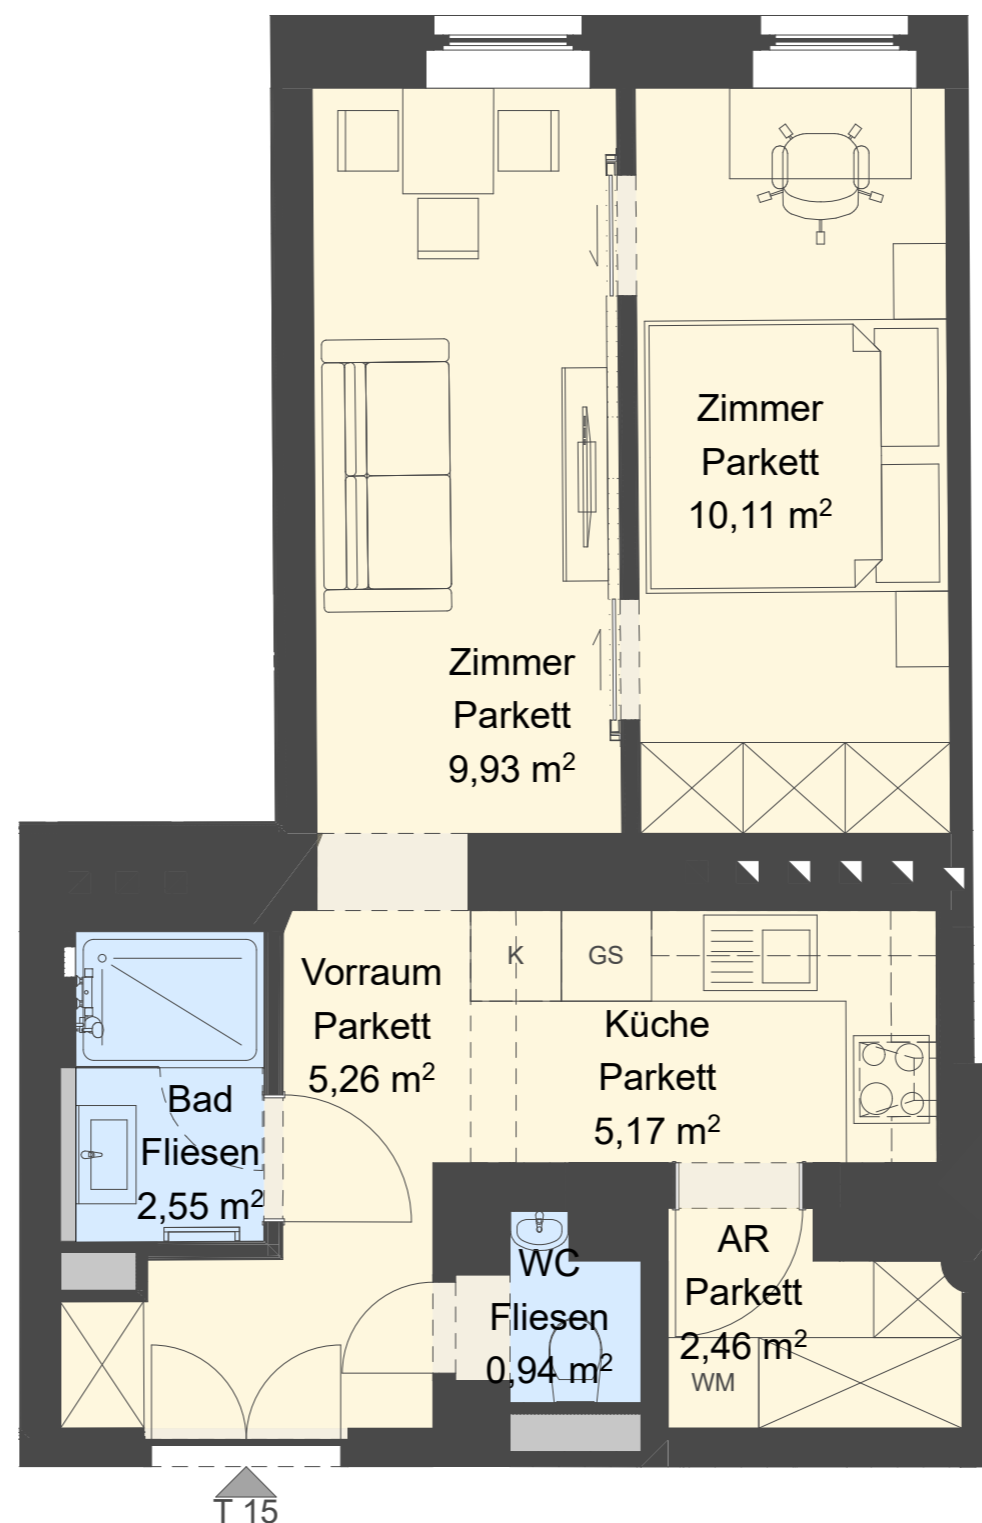 Zimmer
Parkett
10,11 m²
Zimmer
Parkett
9,93 m²
Vorraum
Parkett
5,26 m²
K
GS
Küche
Parkett
5,17 m²
Bad
Fliesen
2,55 m²
WC
Fliesen
0,94 m²
AR
Parkett
2,46 m²
WM
T 15